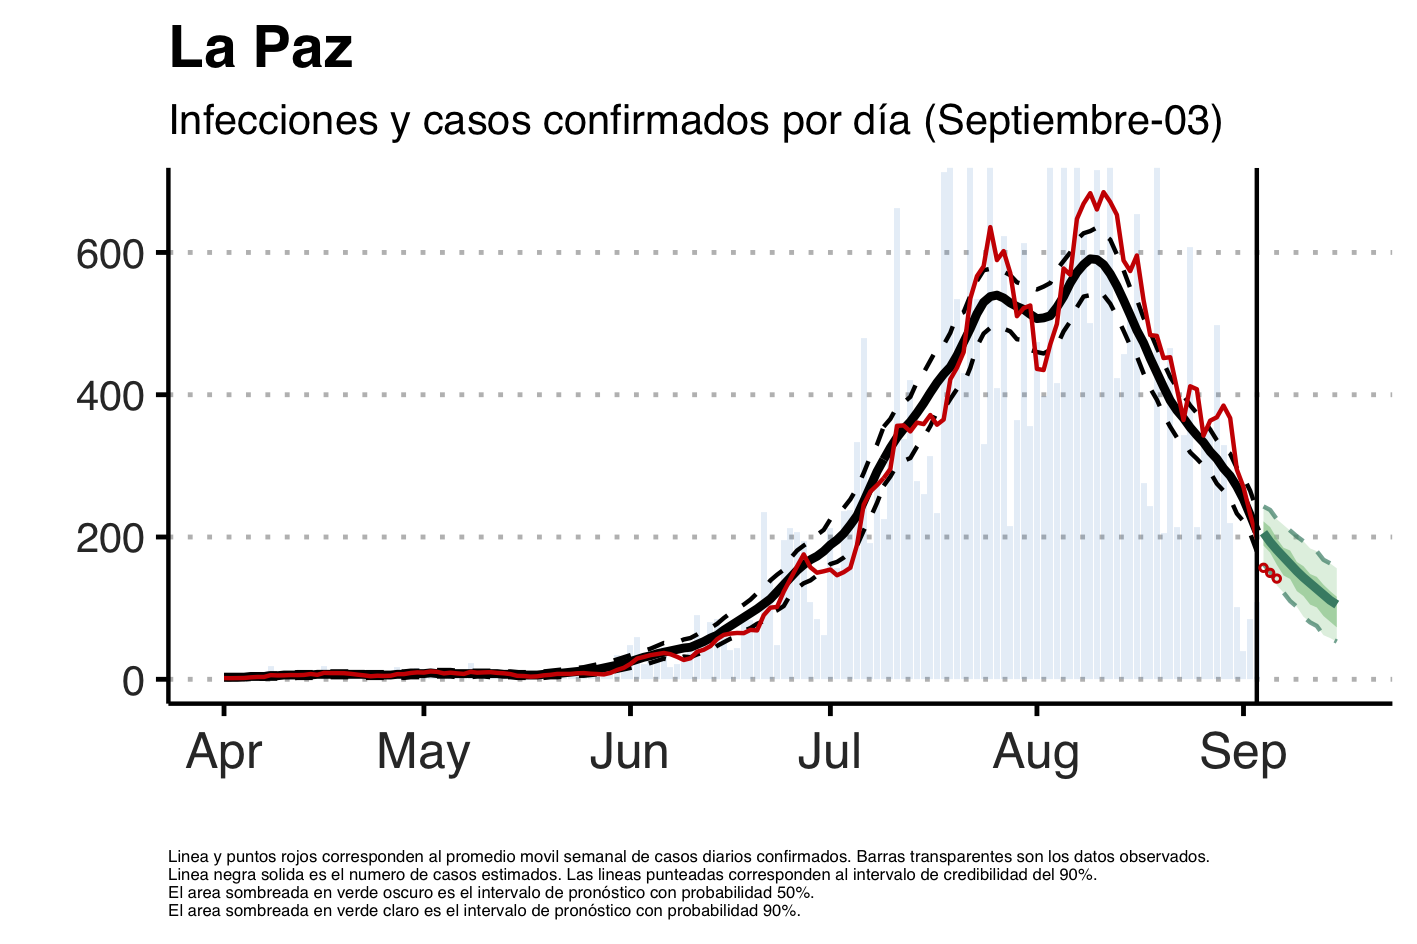 La Paz
Infecciones y casos confirmados por día (Septiembre-03)
600
400
200
0
Apr May Jun Jul Aug Sep
Linea y puntos rojos corresponden al promedio movil semanal de casos diarios confirmados. Barras transparentes son los datos observados.
Linea negra solida es el numero de casos estimados. Las lineas punteadas corresponden al intervalo de credibilidad del 90%.
El area sombreada en verde oscuro es el intervalo de pronóstico con probabilidad 50%.
El area sombreada en verde claro es el intervalo de pronóstico con probabilidad 90%.